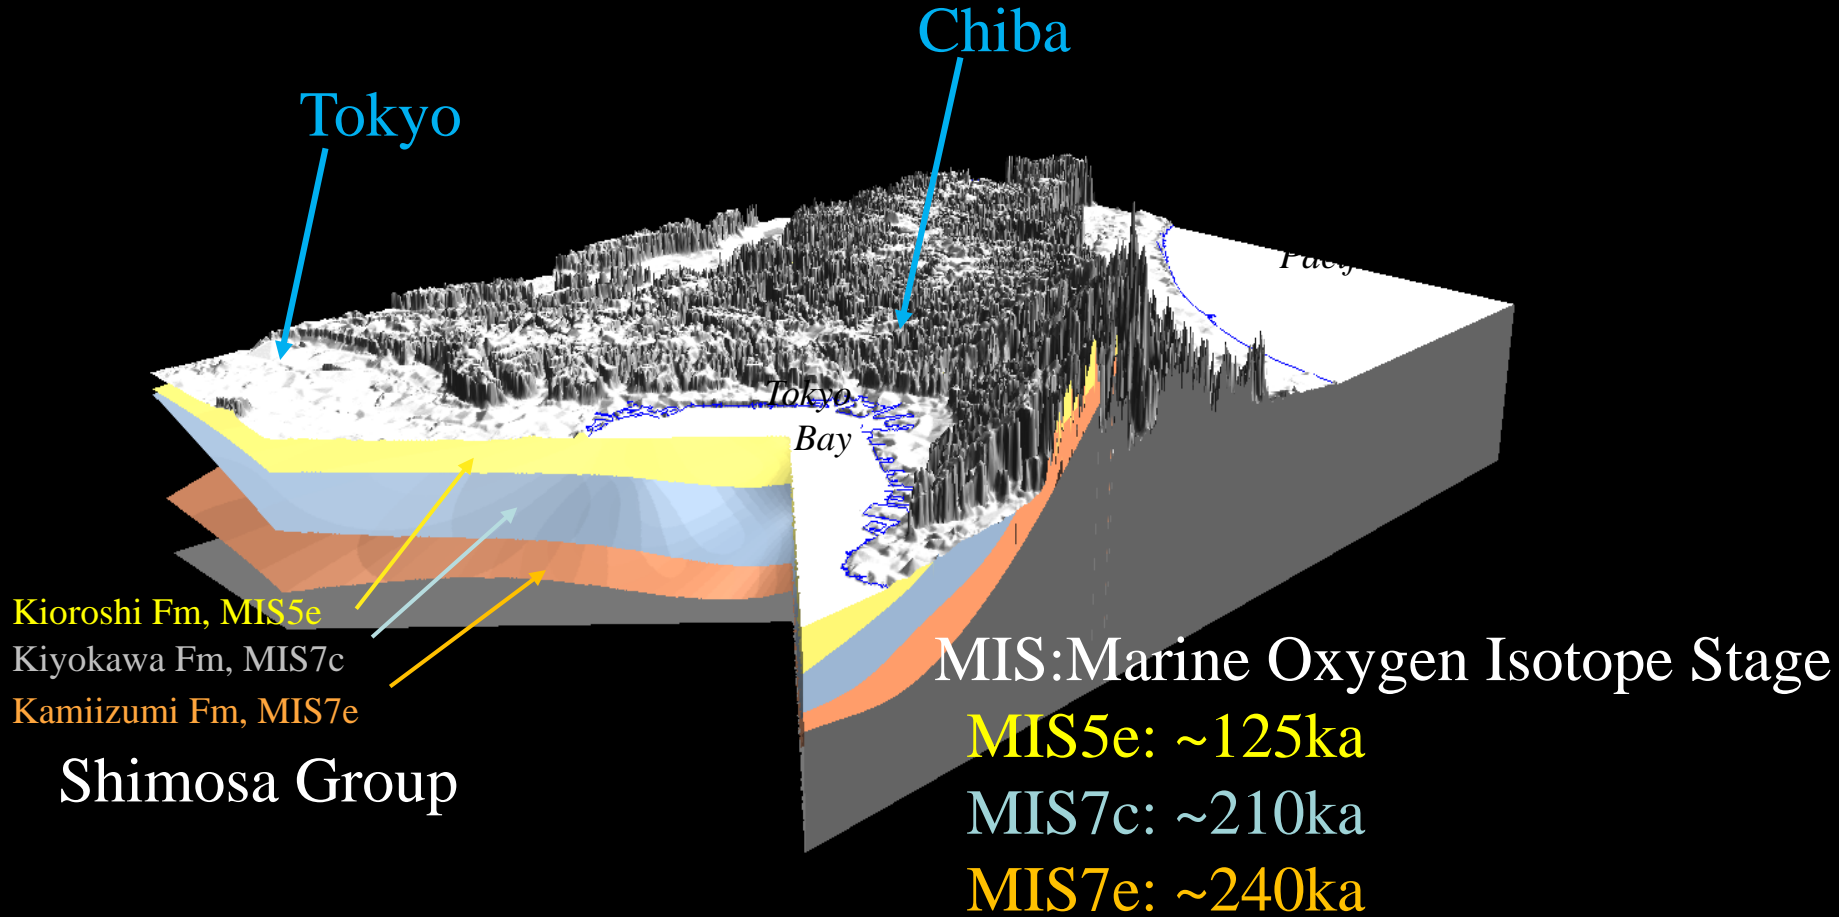 Chiba
Tokyo
Tokyo
Bay
Kioroshi Fm, MIS5e
Kiyokawa Fm, MIS7c
Kamiizumi Fm, MIS7e
Shimosa Group
MIS:Marine Oxygen Isotope Stage
MIS5e: ~125ka
MIS7c: ~210ka
MIS7e: ~240ka